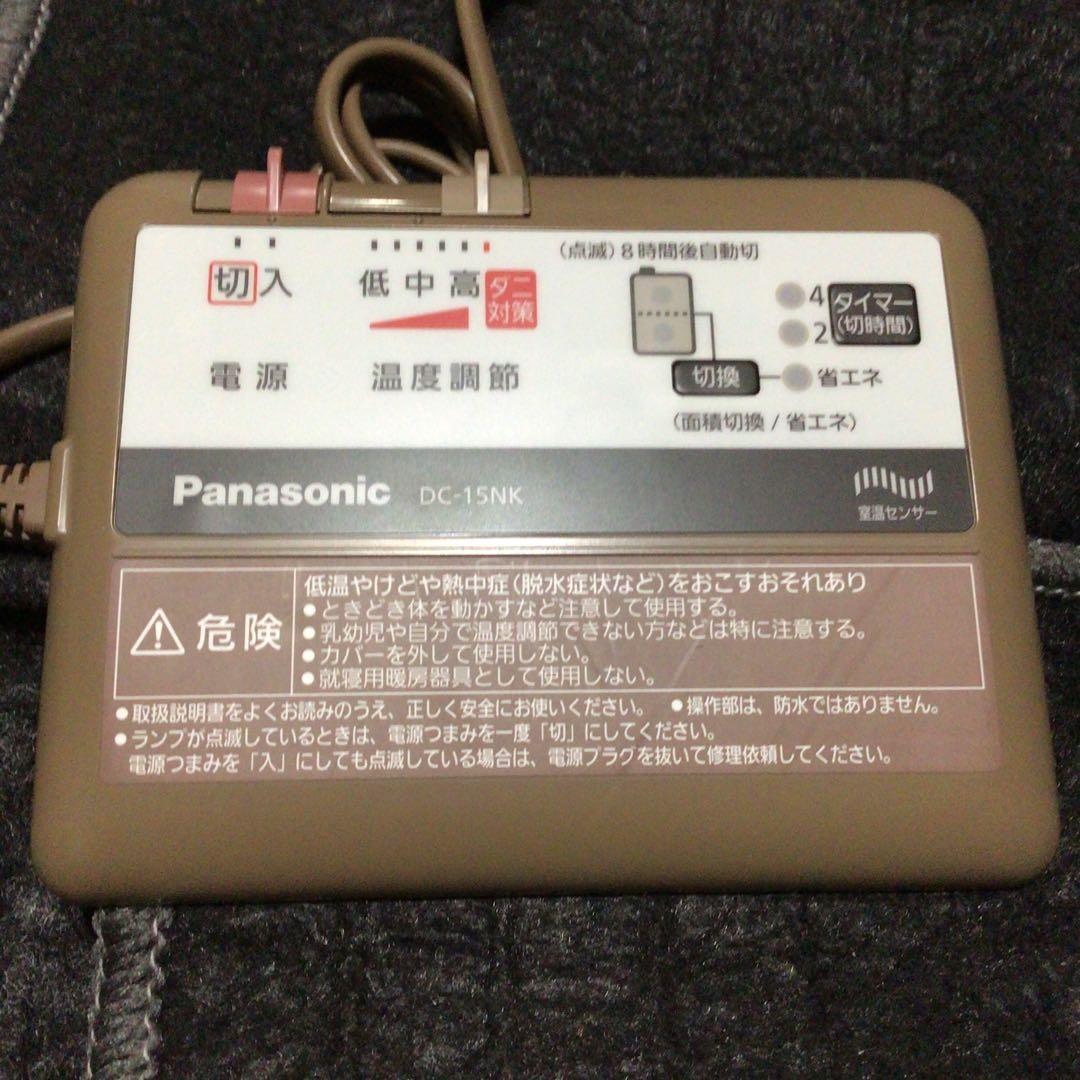 (点滅)8時間後自動切
切 入
低 中 高 ダニ対策
4
2
タイマー
(切時間)
電源
温度調節
切換
省エネ
(面積切換 / 省エネ)
Panasonic DC-15NK
室温センサー
危険
低温やけどや熱中症(脱水症状など)をおこすおそれあり
●ときどき体を動かすなど注意して使用する。
●乳幼児や自分で温度調節できない方などは特に注意する。
●カバーを外して使用しない。
●就寝用暖房器具として使用しない。
●取扱説明書をよくお読みのうえ、正しく安全にお使いください。 ●操作部は、防水ではありません。
●ランプが点滅しているときは、電源つまみを一度「切」にしてください。
電源つまみを「入」にしても点滅している場合は、電源プラグを抜いて修理依頼してください。